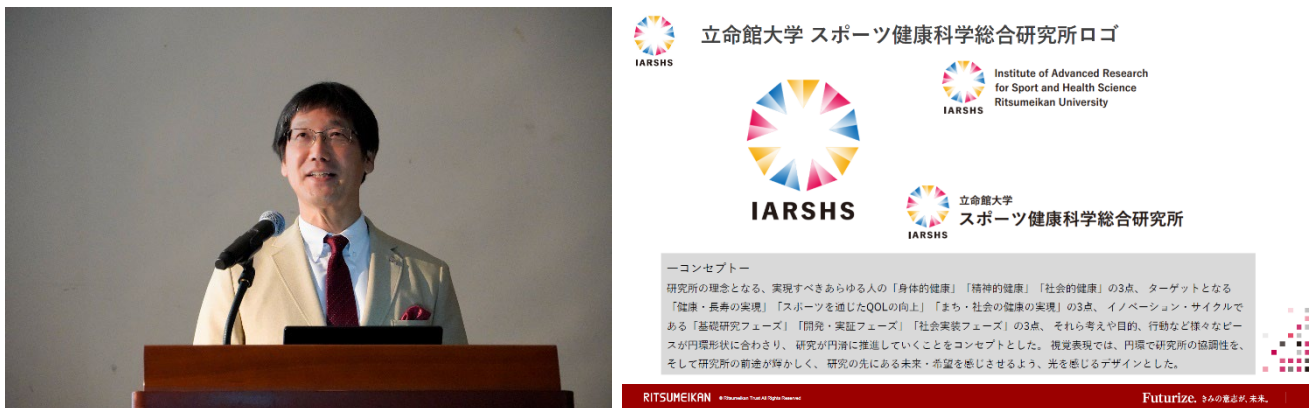 IARSHS
立命館大学 スポーツ健康科学総合研究所ロゴ
IARSHS
Institute of Advanced Research
for Sport and Health Science
Ritsumeikan University
IARSHS
立命館大学
スポーツ健康科学総合研究所
IARSHS
ーコンセプトー
研究所の理念となる、実現すべきあらゆる人の「身体的健康」「精神的健康」「社会的健康」の3点、 ターゲットとなる
「健康・長寿の実現」「スポーツを通じたQOLの向上」「まち・社会の健康の実現」の3点、 イノベーション・サイクルで
ある「基礎研究フェーズ」「開発・実証フェーズ」「社会実装フェーズ」の3点、 それら考えや目的、行動など様々なピー
スが円環形状に合わさり、 研究が円滑に推進していくことをコンセプトとした。 視覚表現では、円環で研究所の協調性を、
そして研究所の前途が輝かしく、 研究の先にある未来・希望を感じさせるよう、光を感じるデザインとした。
RITSUMEIKAN © Ritsumeikan Trust All Rights Reserved
Futurize. きみの意志が、未来。